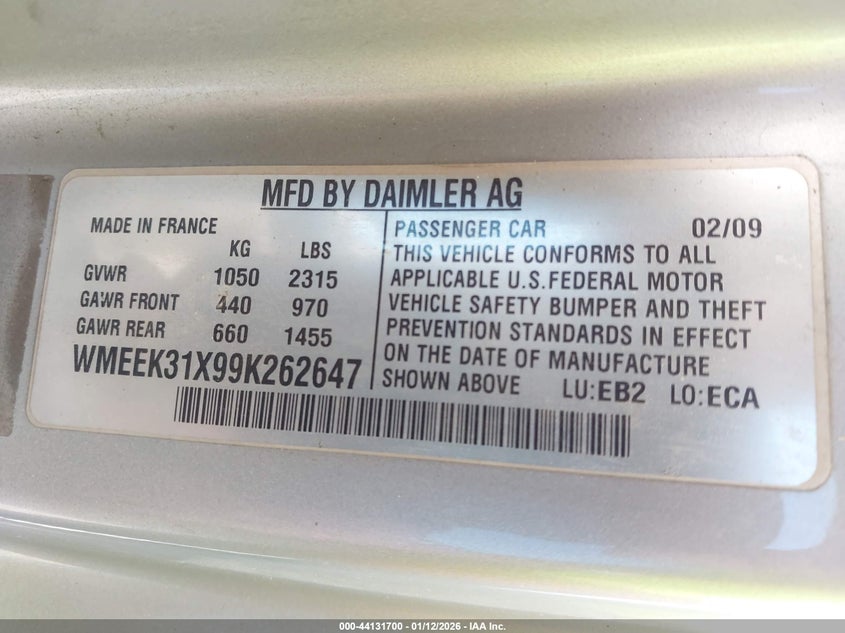 MFD BY DAIMLER AG
MADE IN FRANCE
KG LBS
GVWR 1050 2315
GAWR FRONT 440 970
GAWR REAR 660 1455
WMEEK31X99K262647
PASSENGER CAR 02/09
THIS VEHICLE CONFORMS TO ALL
APPLICABLE U.S.FEDERAL MOTOR
VEHICLE SAFETY BUMPER AND THEFT
PREVENTION STANDARDS IN EFFECT
ON THE DATE OF MANUFACTURE
SHOWN ABOVE LU:EB2 LO:ECA
000-44131700 - 01/12/2026 - IAA Inc.